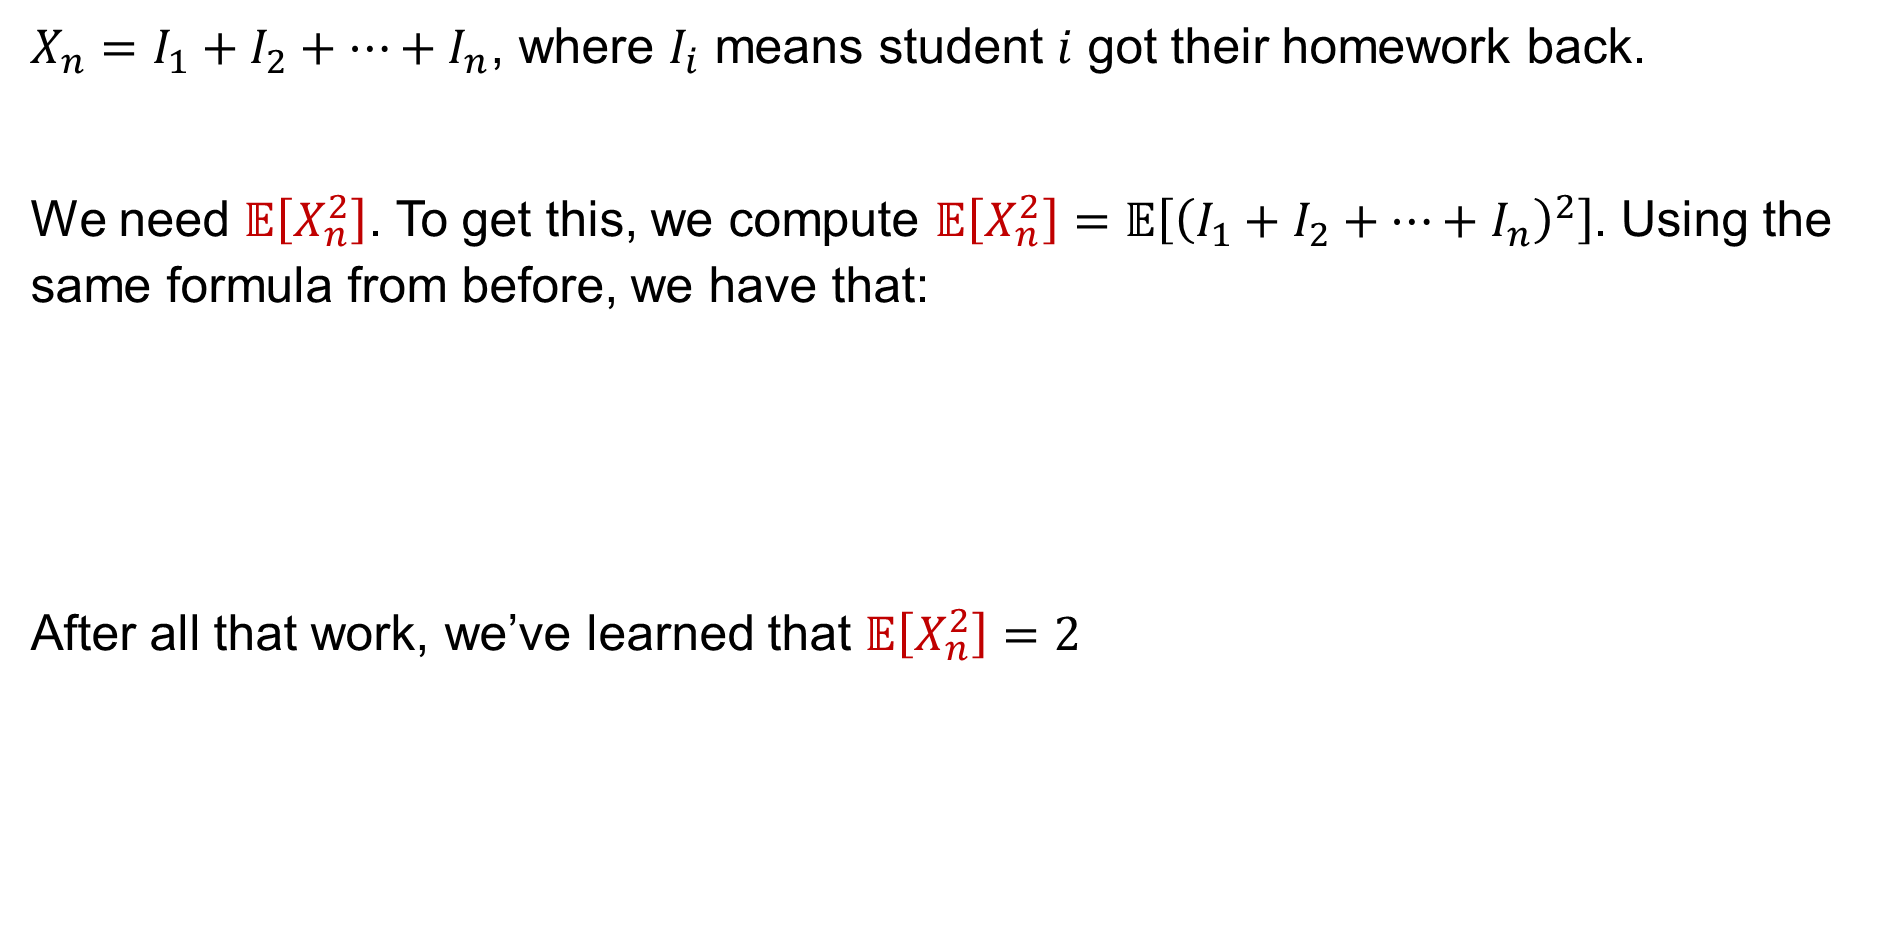 𝑋ₙ = 𝐼₁ + 𝐼₂ + ⋯ + 𝐼ₙ, where 𝐼ᵢ means student 𝑖 got their homework back.
We need 𝔼[𝑋ₙ²]. To get this, we compute 𝔼[𝑋ₙ²] = 𝔼[(𝐼₁ + 𝐼₂ + ⋯ + 𝐼ₙ)²]. Using the
same formula from before, we have that:
After all that work, we’ve learned that 𝔼[𝑋ₙ²] = 2